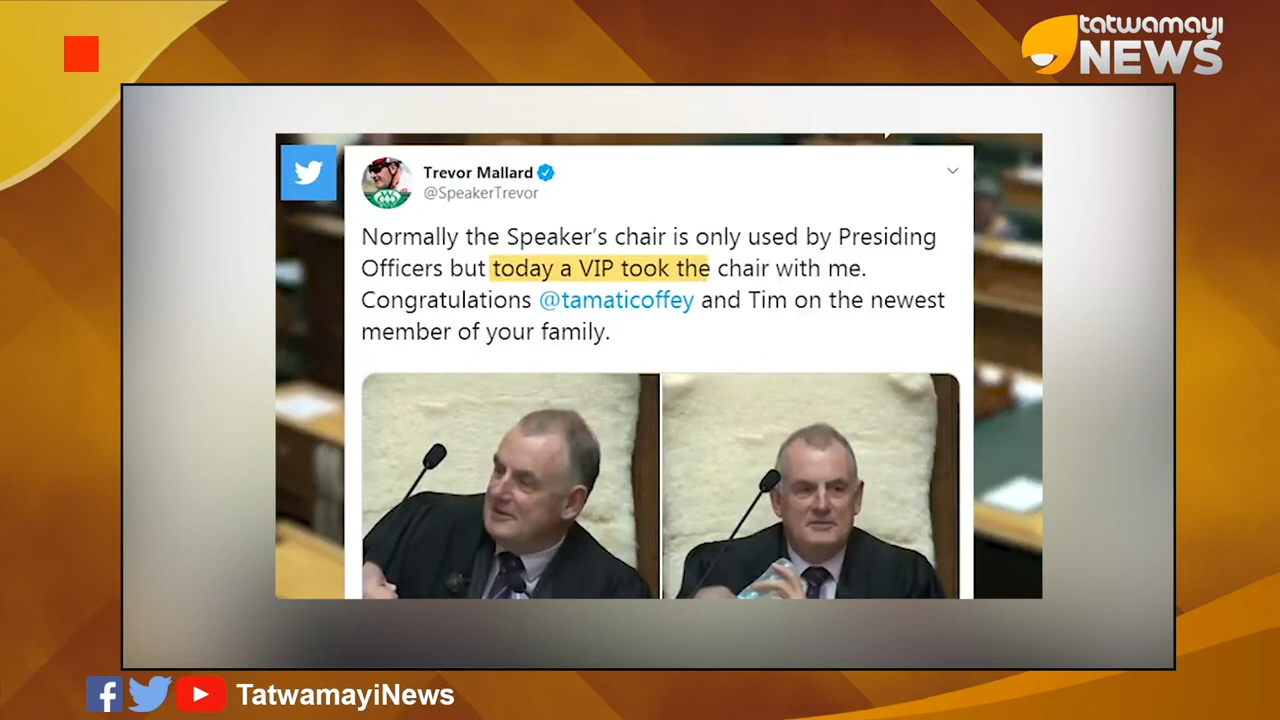 tatwamayi
NEWS
Trevor Mallard
@SpeakerTrevor
Normally the Speaker's chair is only used by Presiding
Officers but today a VIP took the chair with me.
Congratulations @tamaticoffey and Tim on the newest
member of your family.
TatwamayiNews